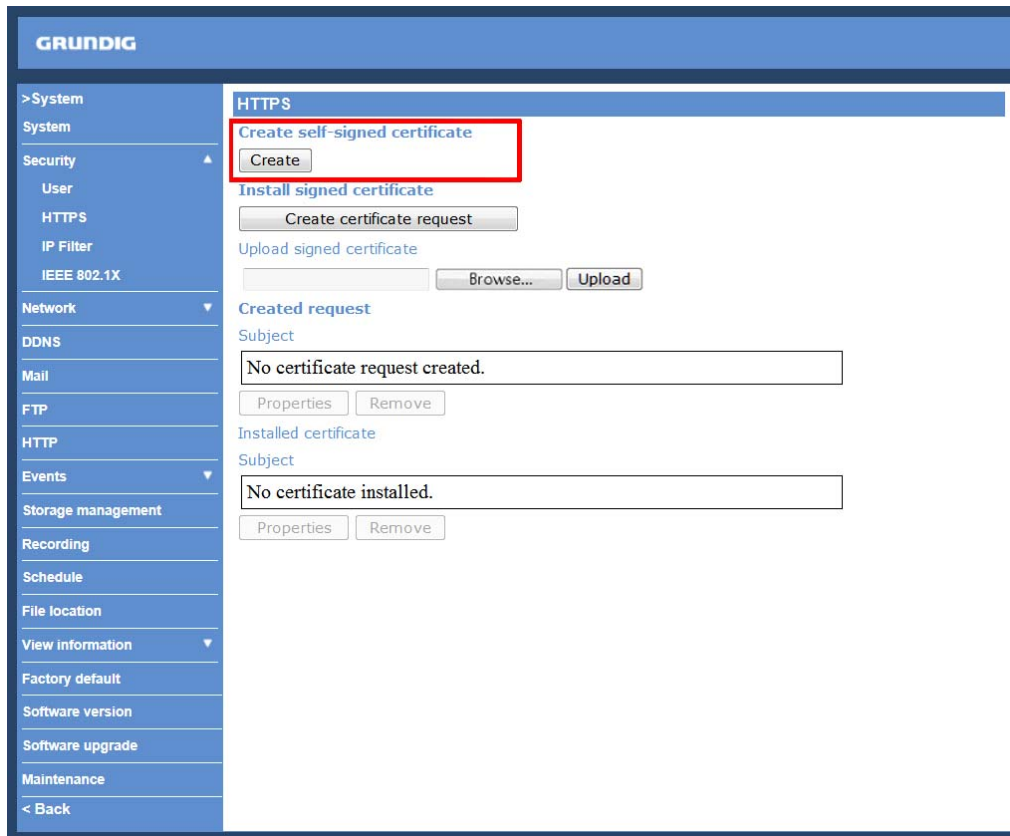 GRUNDIG
>System
System
Security
User
HTTPS
IP Filter
IEEE 802.1X
Network
DDNS
Mail
FTP
HTTP
Events
Storage management
Recording
Schedule
File location
View information
Factory default
Software version
Software upgrade
Maintenance
< Back
HTTPS
Create self-signed certificate
Create
Install signed certificate
Create certificate request
Upload signed certificate
Browse... Upload
Created request
Subject
No certificate request created.
Properties Remove
Installed certificate
Subject
No certificate installed.
Properties Remove